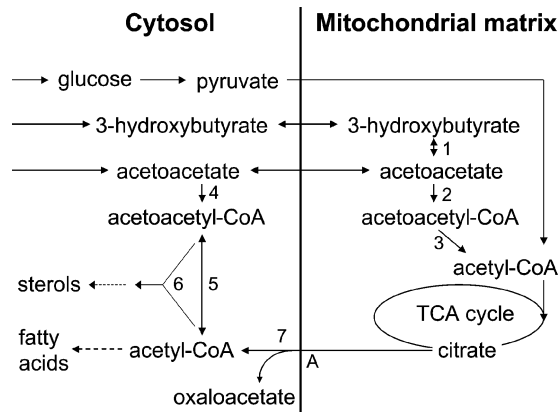 Cytosol
Mitochondrial matrix
glucose
pyruvate
3-hydroxybutyrate
3-hydroxybutyrate
1
acetoacetate
acetoacetate
4
2
acetoacetyl-CoA
acetoacetyl-CoA
3
acetyl-CoA
sterols
6
5
TCA cycle
fatty
acids
acetyl-CoA
7
A
citrate
oxaloacetate